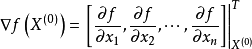 ∇f(X⁽⁰⁾) = [∂f/∂x₁, ∂f/∂x₂, ⋯, ∂f/∂xₙ]ᵀ|X⁽⁰⁾